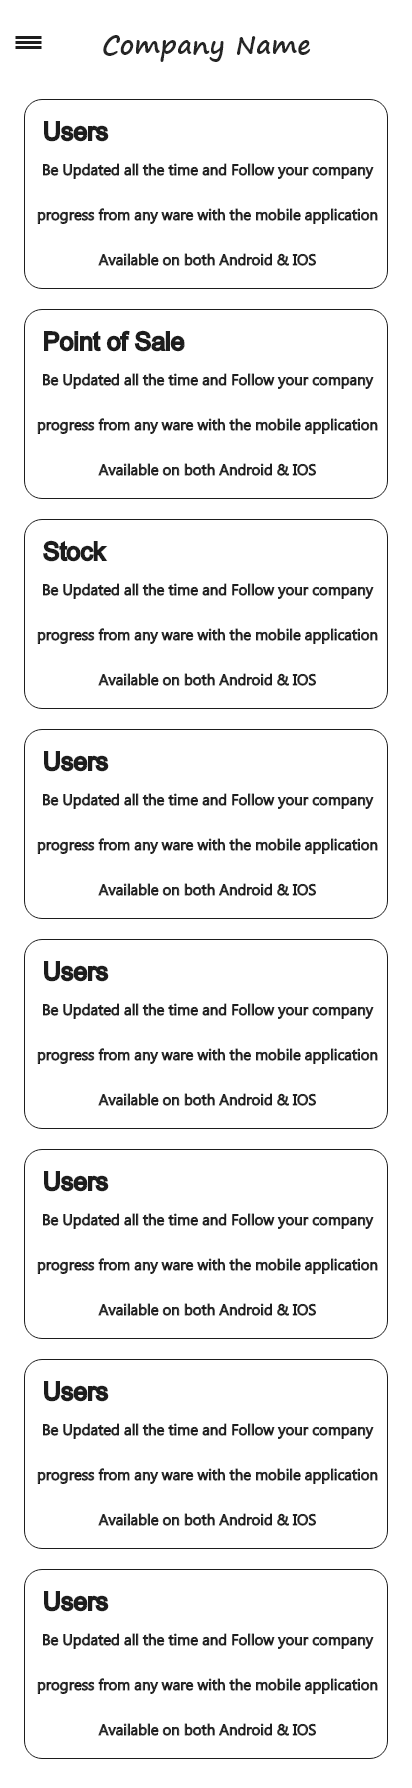 Company Name
Users
Be Updated all the time and Follow your company
progress from any ware with the mobile application
Available on both Android & IOS
Point of Sale
Be Updated all the time and Follow your company
progress from any ware with the mobile application
Available on both Android & IOS
Stock
Be Updated all the time and Follow your company
progress from any ware with the mobile application
Available on both Android & IOS
Users
Be Updated all the time and Follow your company
progress from any ware with the mobile application
Available on both Android & IOS
Users
Be Updated all the time and Follow your company
progress from any ware with the mobile application
Available on both Android & IOS
Users
Be Updated all the time and Follow your company
progress from any ware with the mobile application
Available on both Android & IOS
Users
Be Updated all the time and Follow your company
progress from any ware with the mobile application
Available on both Android & IOS
Users
Be Updated all the time and Follow your company
progress from any ware with the mobile application
Available on both Android & IOS